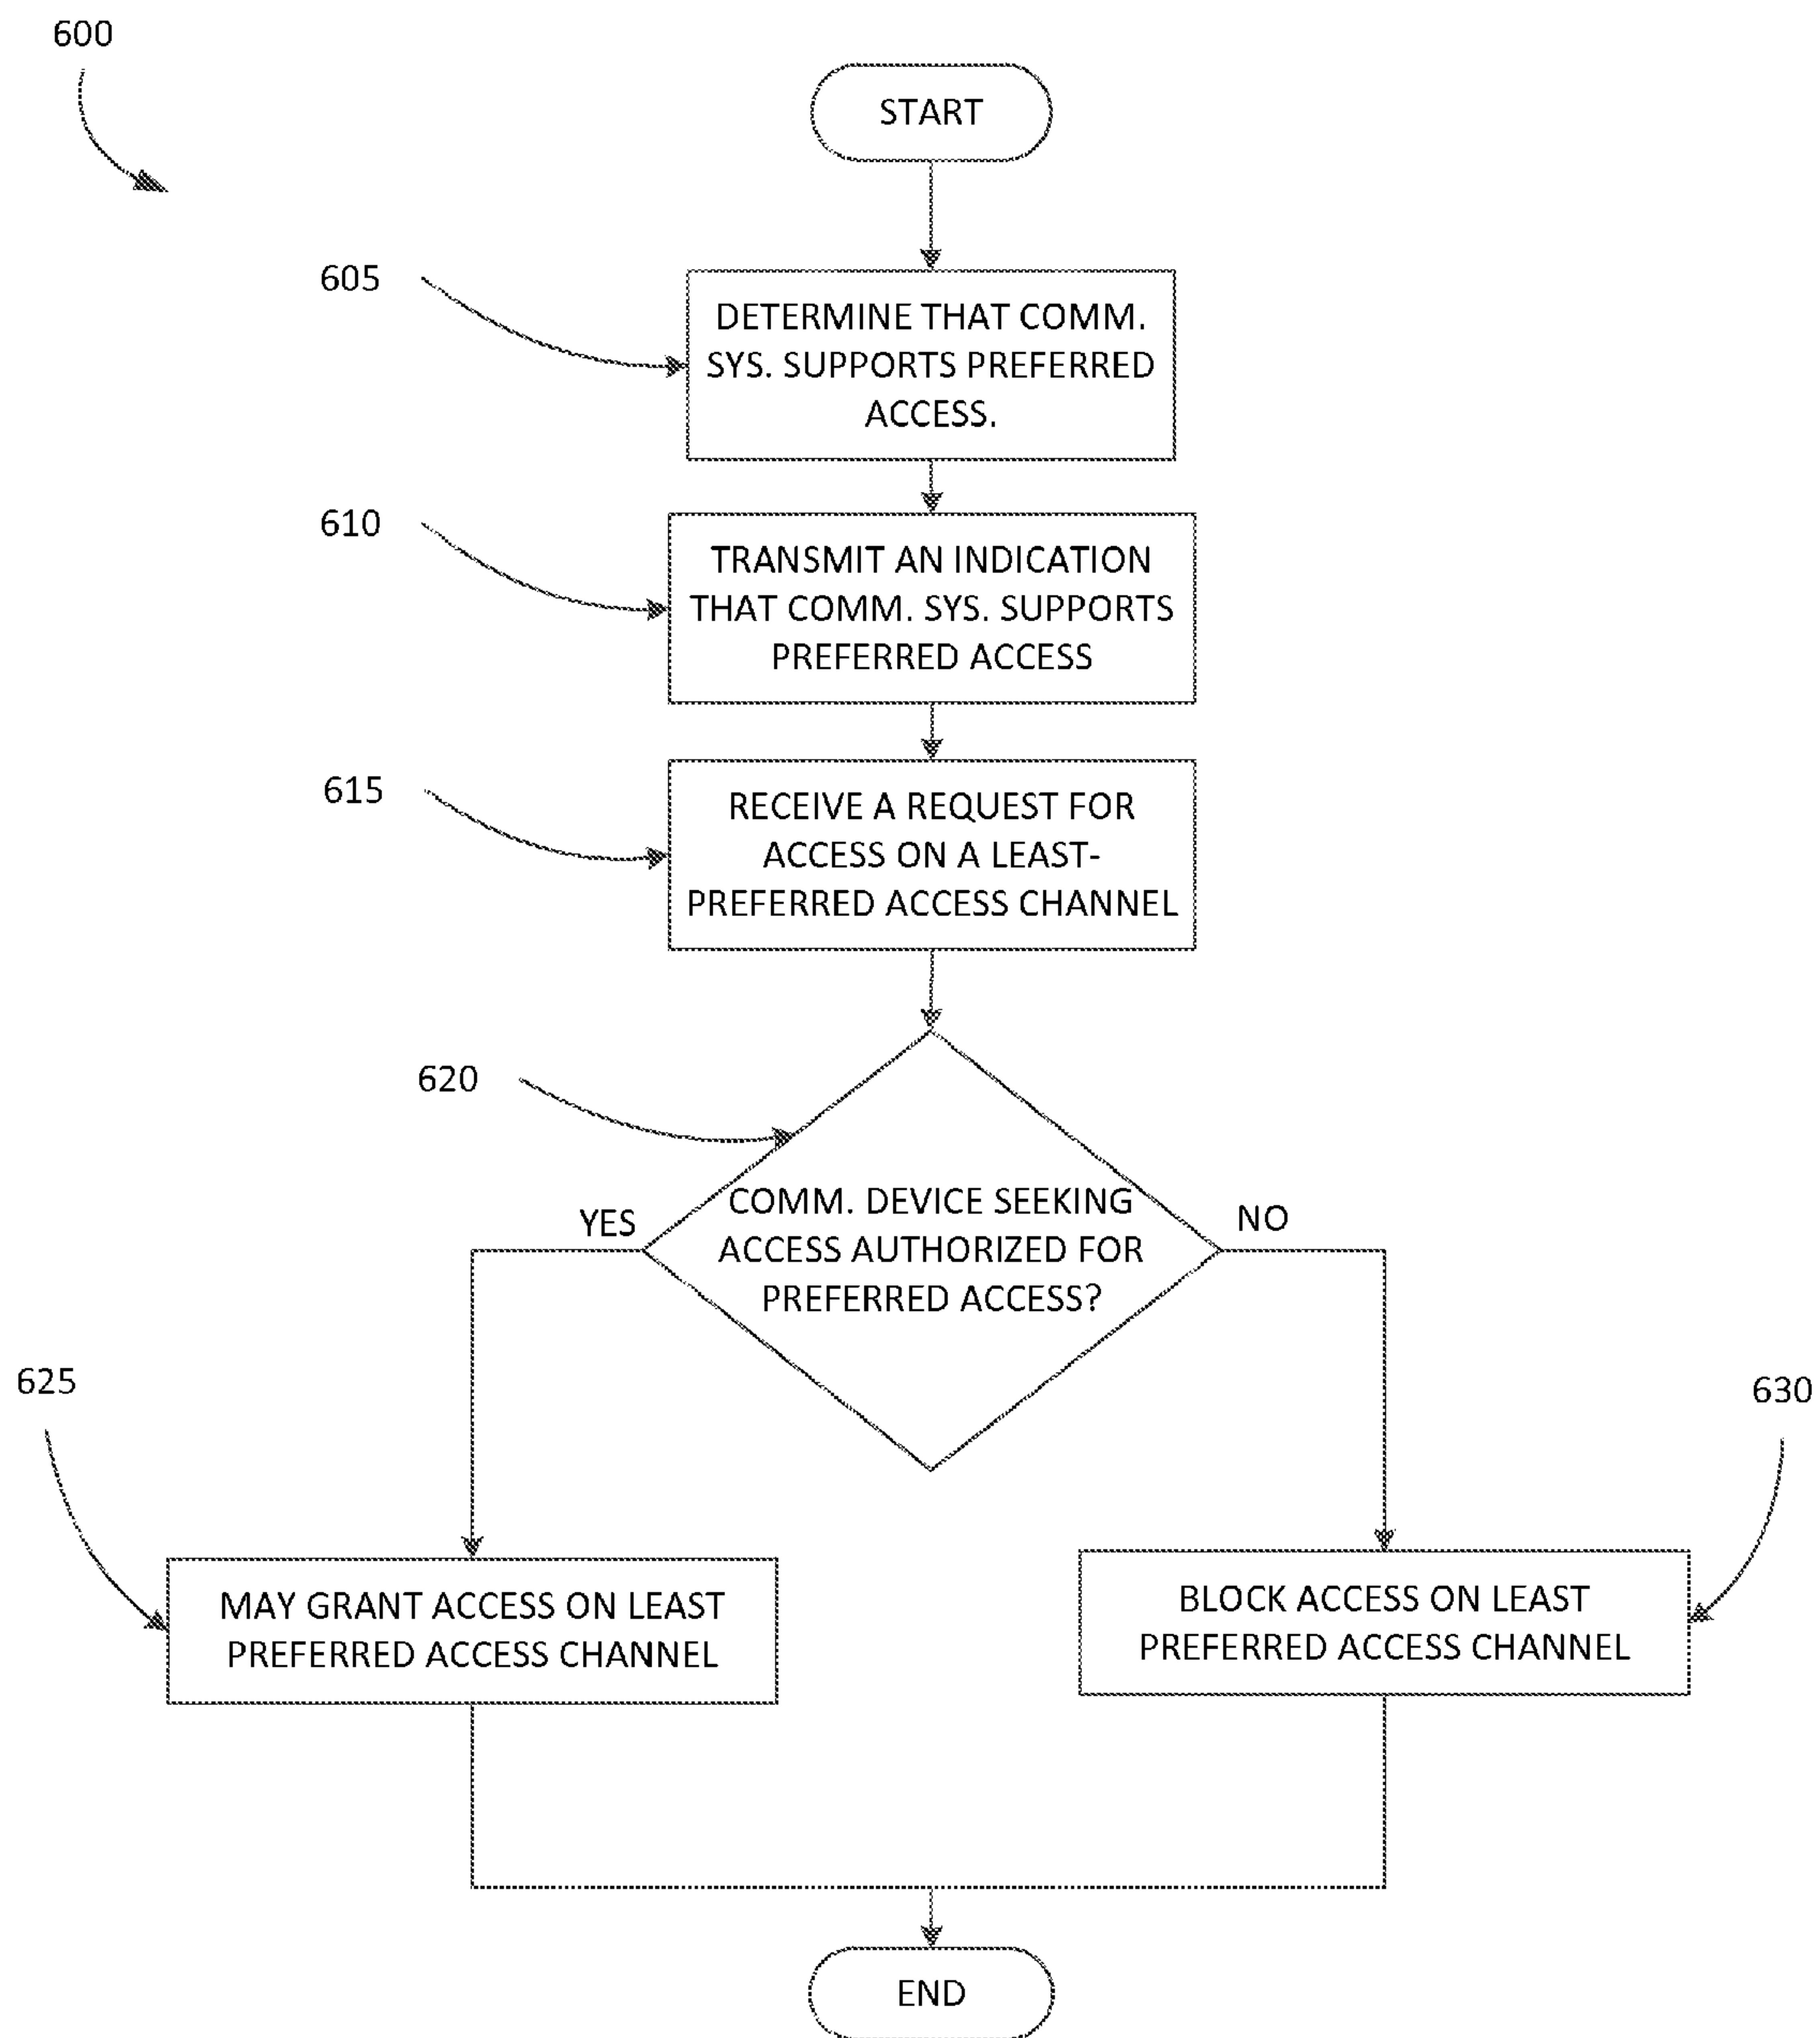 600
START
605
DETERMINE THAT COMM.
SYS. SUPPORTS PREFERRED
ACCESS.
610
TRANSMIT AN INDICATION
THAT COMM. SYS. SUPPORTS
PREFERRED ACCESS
615
RECEIVE A REQUEST FOR
ACCESS ON A LEAST-
PREFERRED ACCESS CHANNEL
620
COMM. DEVICE SEEKING
ACCESS AUTHORIZED FOR
PREFERRED ACCESS?
YES
NO
625
MAY GRANT ACCESS ON LEAST
PREFERRED ACCESS CHANNEL
630
BLOCK ACCESS ON LEAST
PREFERRED ACCESS CHANNEL
END